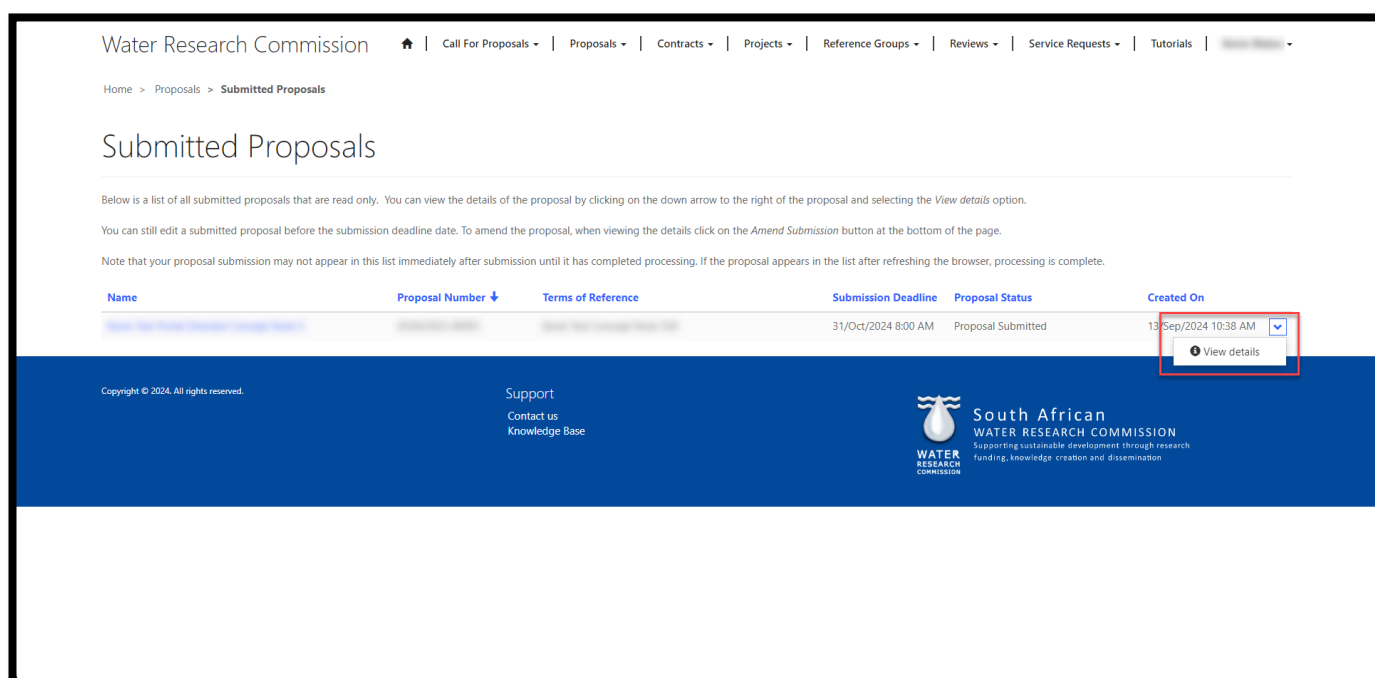 Water Research Commission Call For Proposals Proposals Contracts Projects Reference Groups Reviews Service Requests Tutorials
Home > Proposals > Submitted Proposals
Submitted Proposals
Below is a list of all submitted proposals that are read only. You can view the details of the proposal by clicking on the down arrow to the right of the proposal and selecting the View details option.
You can still edit a submitted proposal before the submission deadline date. To amend the proposal, when viewing the details click on the Amend Submission button at the bottom of the page.
Note that your proposal submission may not appear in this list immediately after submission until it has completed processing. If the proposal appears in the list after refreshing the browser, processing is complete.
Name Proposal Number Terms of Reference Submission Deadline Proposal Status Created On
31/Oct/2024 8:00 AM Proposal Submitted 13/Sep/2024 10:38 AM
View details
Copyright © 2024. All rights reserved.
Support
Contact us
Knowledge Base
WATER
RESEARCH
COMMISSION
South African
WATER RESEARCH COMMISSION
Supporting sustainable development through research
funding, knowledge creation and dissemination